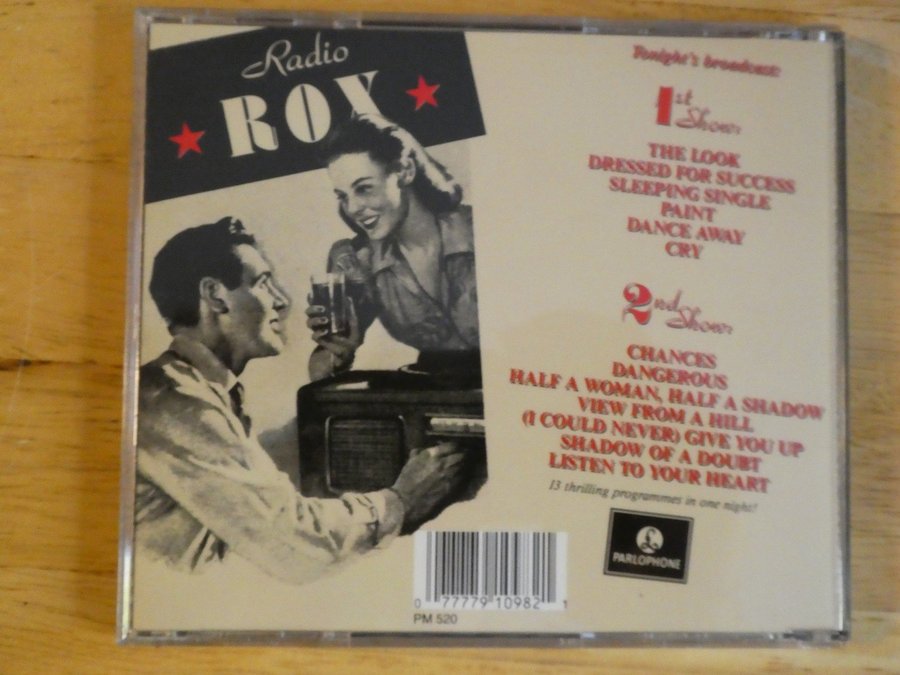 Radio
ROX
Tonight's broadcast:
1st Show:
THE LOOK
DRESSED FOR SUCCESS
SLEEPING SINGLE
PAINT
DANCE AWAY
CRY
2nd Show:
CHANCES
DANGEROUS
HALF A WOMAN, HALF A SHADOW
VIEW FROM A HILL
(I COULD NEVER) GIVE YOU UP
SHADOW OF A DOUBT
LISTEN TO YOUR HEART
13 thrilling programmes in one night!
PARLOPHONE
0 77779 10982 1
PM 520